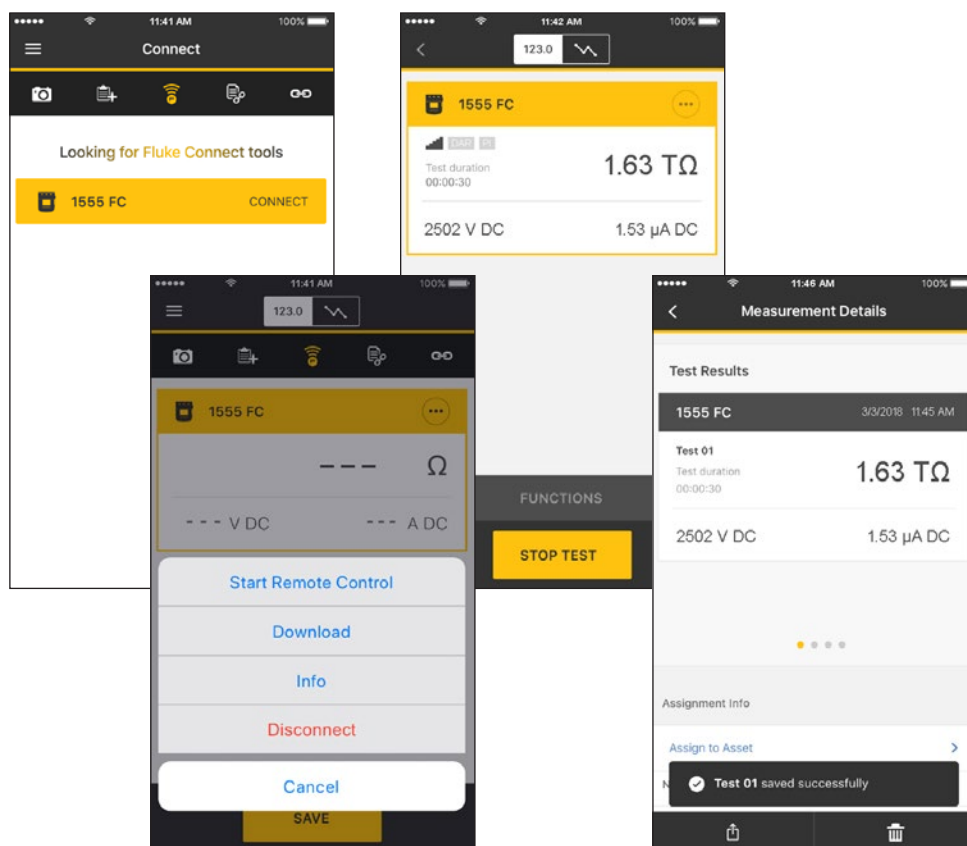 11:41 AM 100%
Connect
Looking for Fluke Connect tools
1555 FC CONNECT
11:42 AM 100%
123.0
1555 FC
DAR PI
Test duration
00:00:30
1.63 TΩ
2502 V DC 1.53 µA DC
FUNCTIONS
STOP TEST
11:41 AM 100%
123.0
1555 FC
--- Ω
--- V DC --- A DC
Start Remote Control
Download
Info
Disconnect
Cancel
SAVE
11:46 AM 100%
Measurement Details
Test Results
1555 FC 3/3/2018 11:45 AM
Test 01
Test duration
00:00:30
1.63 TΩ
2502 V DC 1.53 µA DC
Assignment Info
Assign to Asset
Test 01 saved successfully